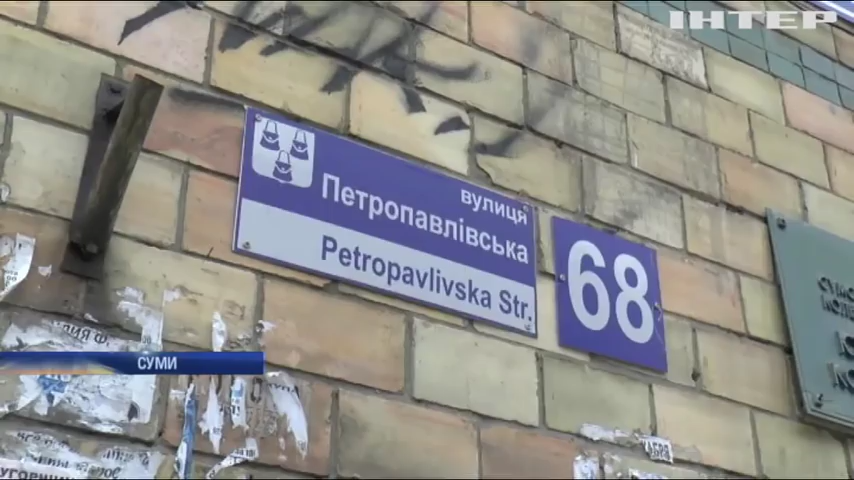 ІНТЕР
вулиця
Петропавлівська
Petropavlivska Str.
68
СУМИ